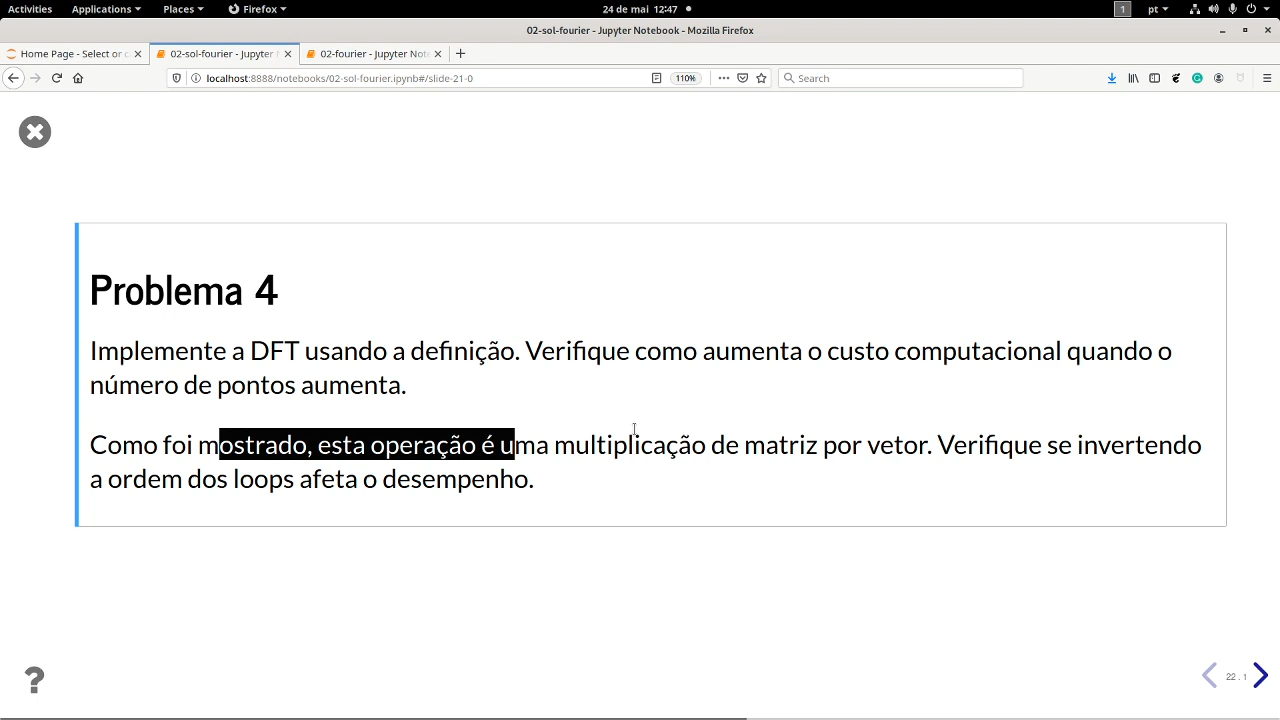 Activities Applications Places Firefox 24 de mai 12:47 1 pt
02-sol-fourier - Jupyter Notebook - Mozilla Firefox
Home Page - Select or c 02-sol-fourier - Jupyter N 02-fourier - Jupyter Note
localhost:8888/notebooks/02-sol-fourier.ipynb#/slide-21-0 110% Search
Problema 4
Implemente a DFT usando a definição. Verifique como aumenta o custo computacional quando o
número de pontos aumenta.
Como foi mostrado, esta operação é uma multiplicação de matriz por vetor. Verifique se invertendo
a ordem dos loops afeta o desempenho.
?
22 . 1